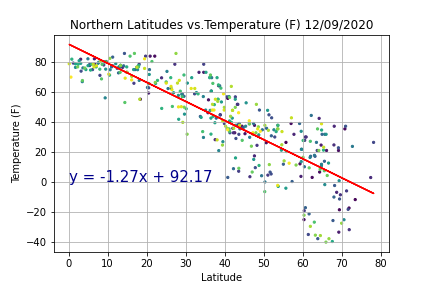 Northern Latitudes vs.Temperature (F) 12/09/2020
Temperature (F)
80
60
40
20
0
−20
−40
y = -1.27x + 92.17
0 10 20 30 40 50 60 70 80
Latitude